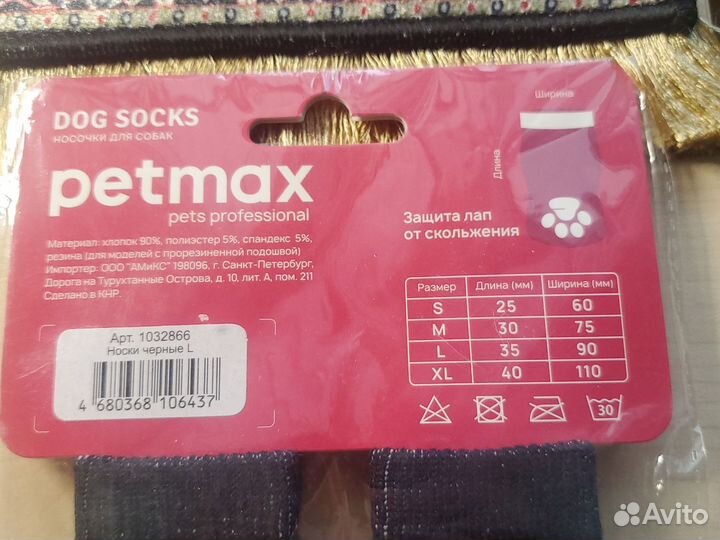 DOG SOCKS
НОСОЧКИ ДЛЯ СОБАК
petmax
pets professional
Материал: хлопок 90%, полиэстер 5%, спандекс 5%,
резина (для моделей с прорезиненной подошвой)
Импортер: ООО "АМиКС" 198096, г. Санкт-Петербург,
Дорога на Турухтанные Острова, д. 10, лит. А, пом. 211
Сделано в КНР.
Арт. 1032866
Носки черные L
4 680368 106437
Ширина
Длина
Защита лап
от скольжения
Размер Длина (мм) Ширина (мм)
S 25 60
M 30 75
L 35 90
XL 40 110
30
Avito